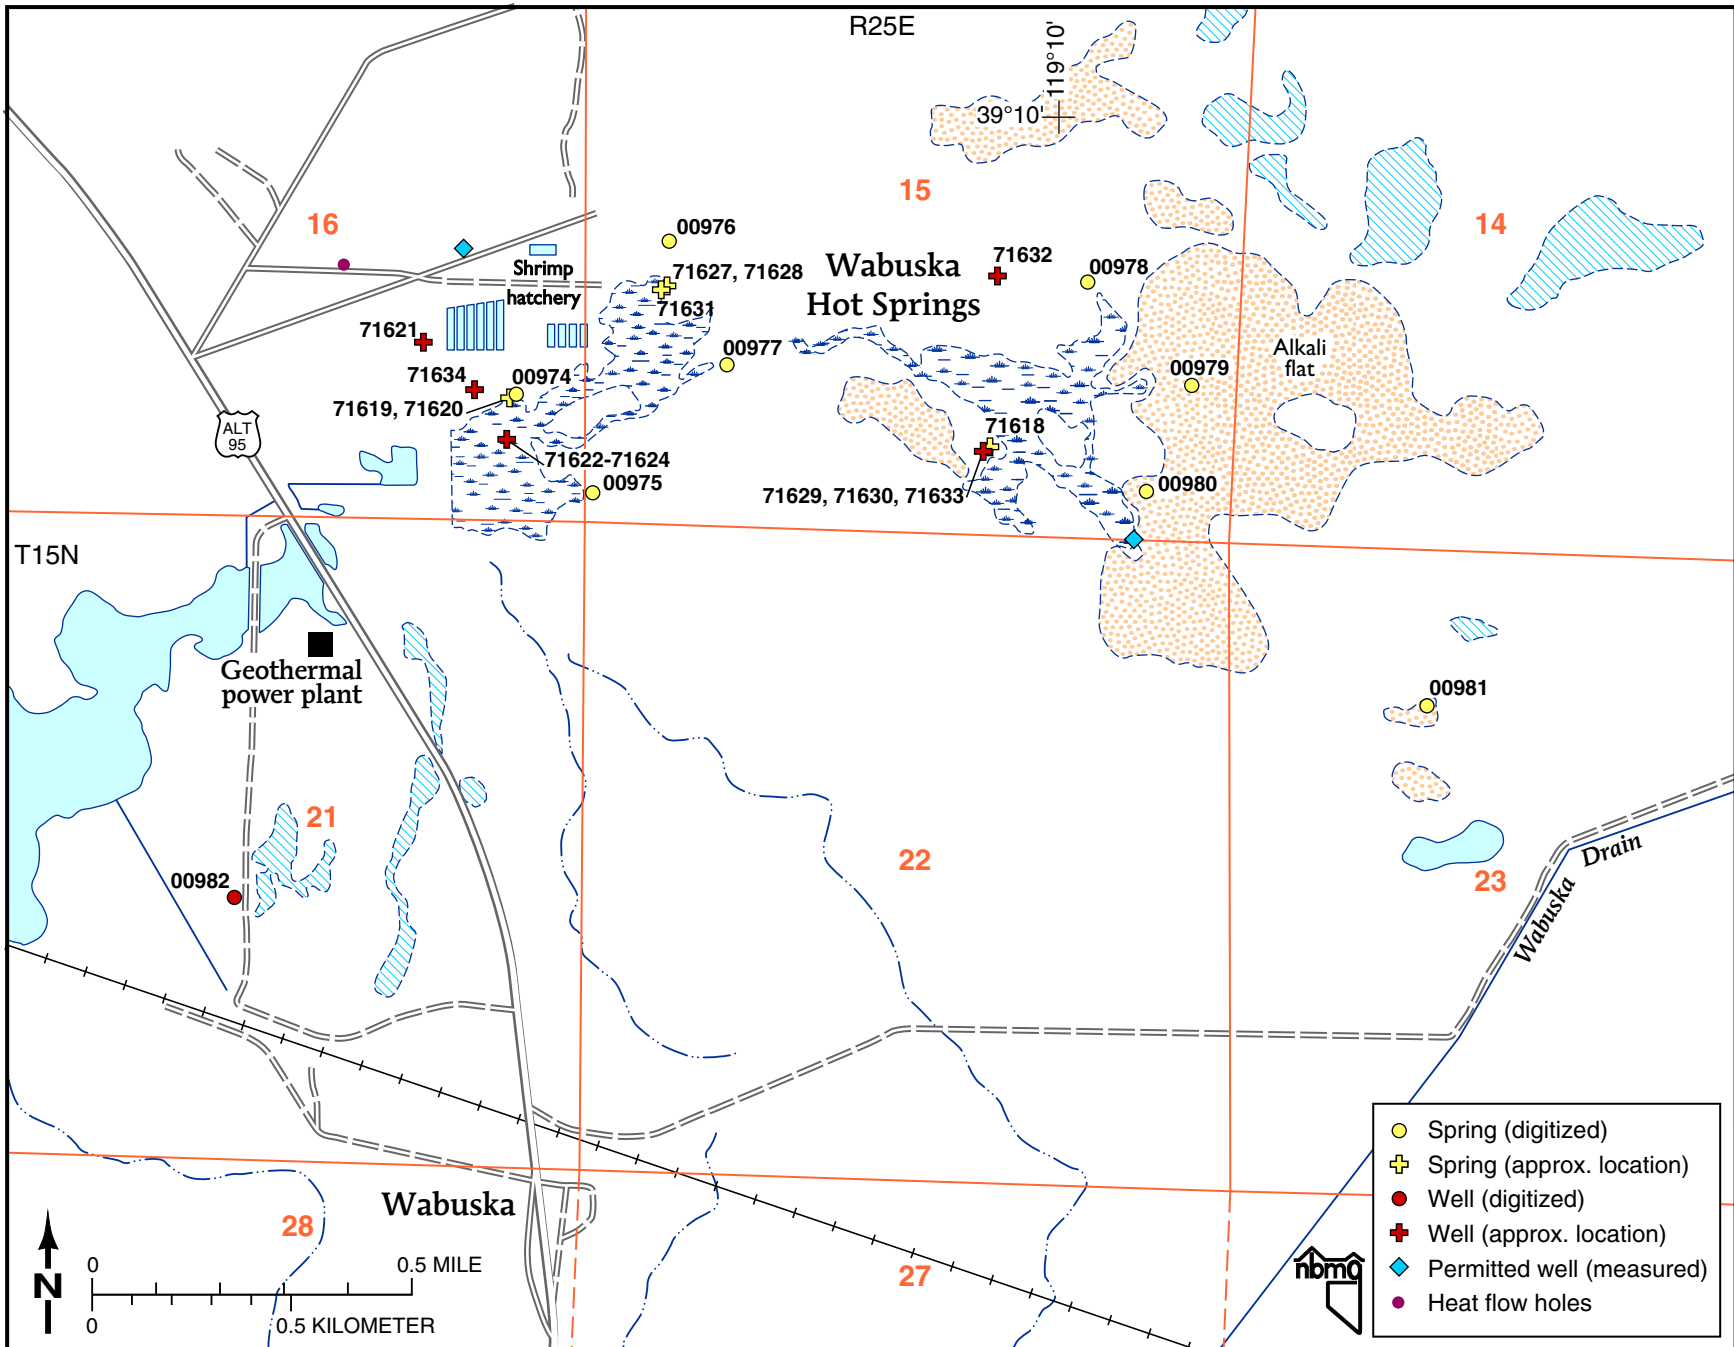 R25E
119°10'
39°10'
15
16
14
00976
71632
00978
Wabuska
Hot Springs
Shrimp
hatchery
71627, 71628
71631
71621
00977
Alkali
flat
00979
71634
00974
71619, 71620
71618
ALT
95
71622-71624
00975
71629, 71630, 71633
00980
T15N
Geothermal
power plant
00981
21
22
23
Wabuska Drain
00982
Wabuska
28
27
N
0
0.5 MILE
0
0.5 KILOMETER
nbmg
Spring (digitized)
Spring (approx. location)
Well (digitized)
Well (approx. location)
Permitted well (measured)
Heat flow holes